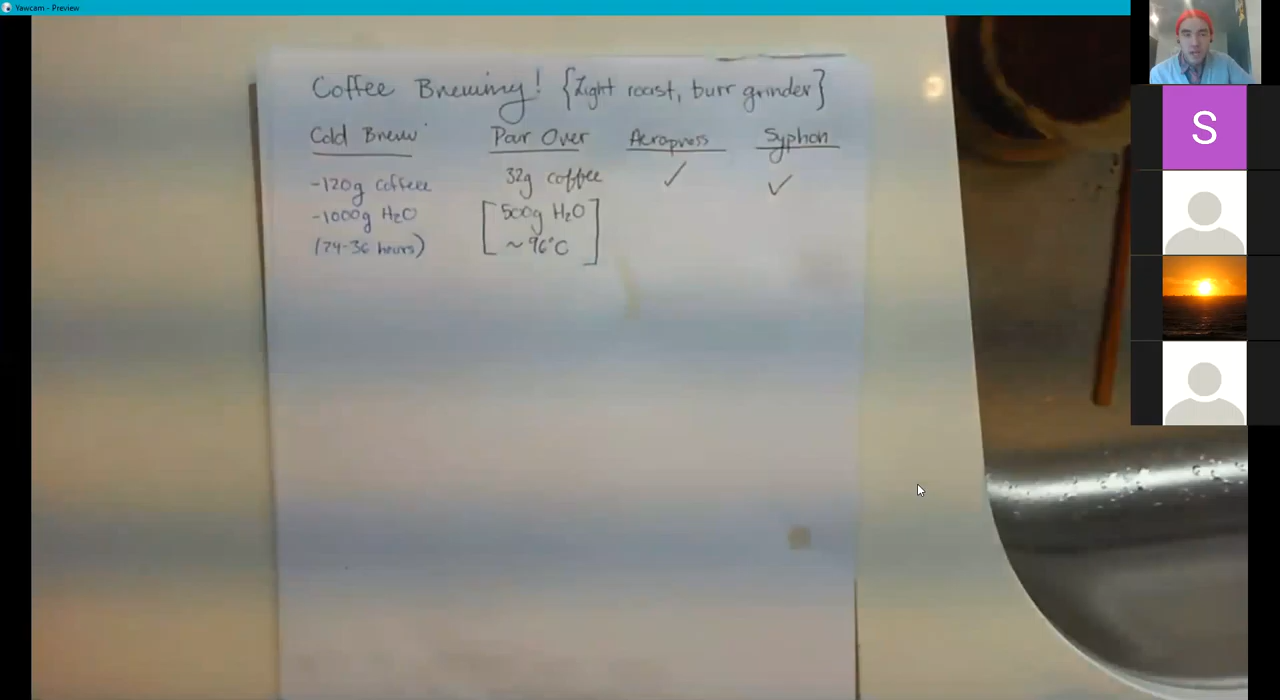 Yawcam - Preview
Coffee Brewing! {Light roast, burr grinder}
Cold Brew Pour Over Aeropress Syphon
-120g coffee 32g coffee ✓ ✓
-1000g H₂O [500g H₂O
(24-36 hours) ~96°C]
S